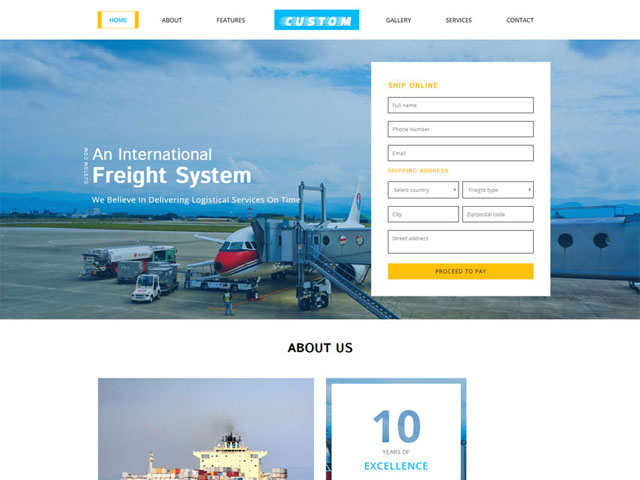 HOME
ABOUT
FEATURES
CUSTOM
GALLERY
SERVICES
CONTACT
CUSTOM.COM
An International
Freight System
We Believe In Delivering Logistical Services On Time
SHIP ONLINE
Full name
Phone number
Email
SHIPPING ADDRESS
Select country
Freight type
City
Zip/postal code
Street address
PROCEED TO PAY
ABOUT US
10
YEARS OF
EXCELLENCE